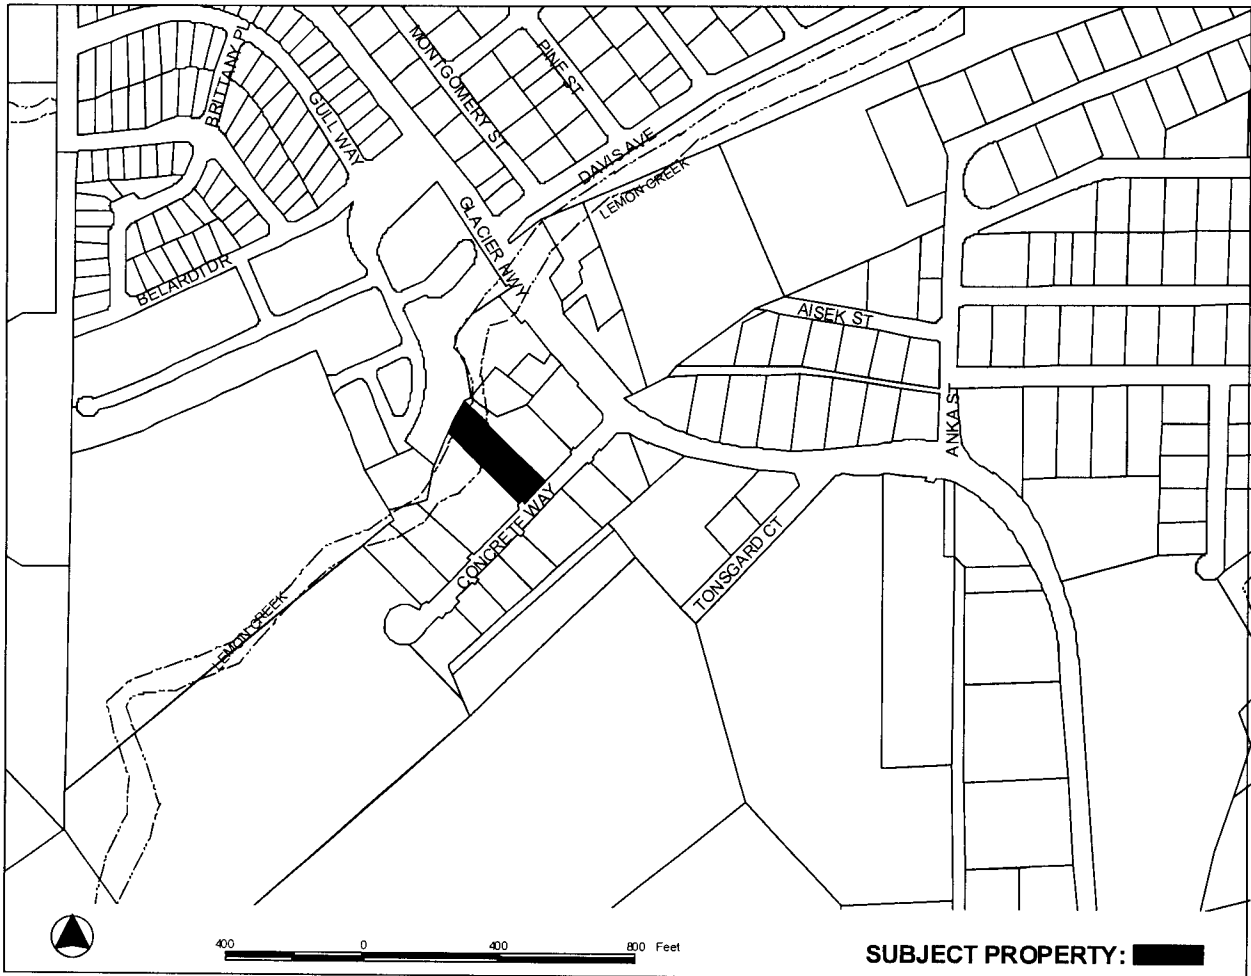 BRITTANY PL
GULL WAY
MONTGOMERY ST
PINE ST
DAVIS AVE
LEMON CREEK
GLACIER HWY
BELARDI DR
AISEK ST
ANKA ST
CONCRETE WAY
TONSGARD CT
LEMON CREEK
400 0 400 800 Feet
SUBJECT PROPERTY: